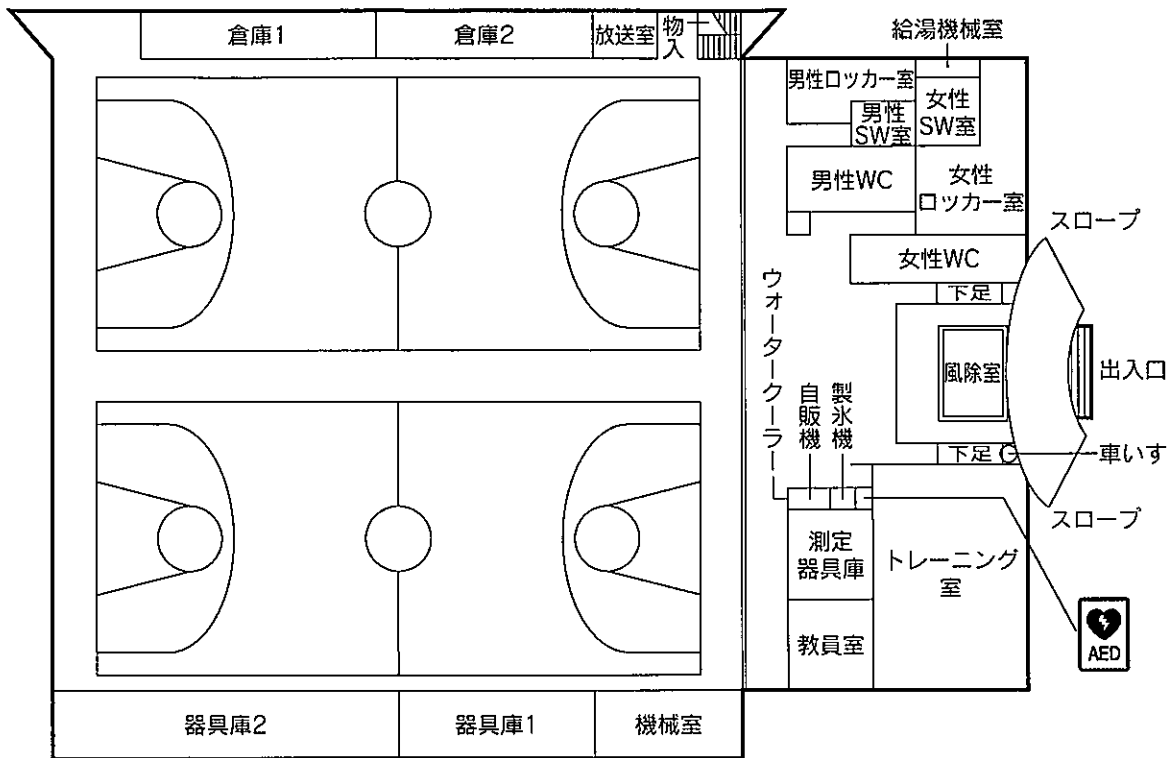 倉庫1
倉庫2
放送室
物入
給湯機械室
男性ロッカー室
男性
SW室
女性
SW室
男性WC
女性
ロッカー室
スロープ
女性WC
下足
ウォータークーラー
自販機
製氷機
風除室
出入口
下足
車いす
スロープ
測定
器具庫
トレーニング
室
教員室
AED
器具庫2
器具庫1
機械室